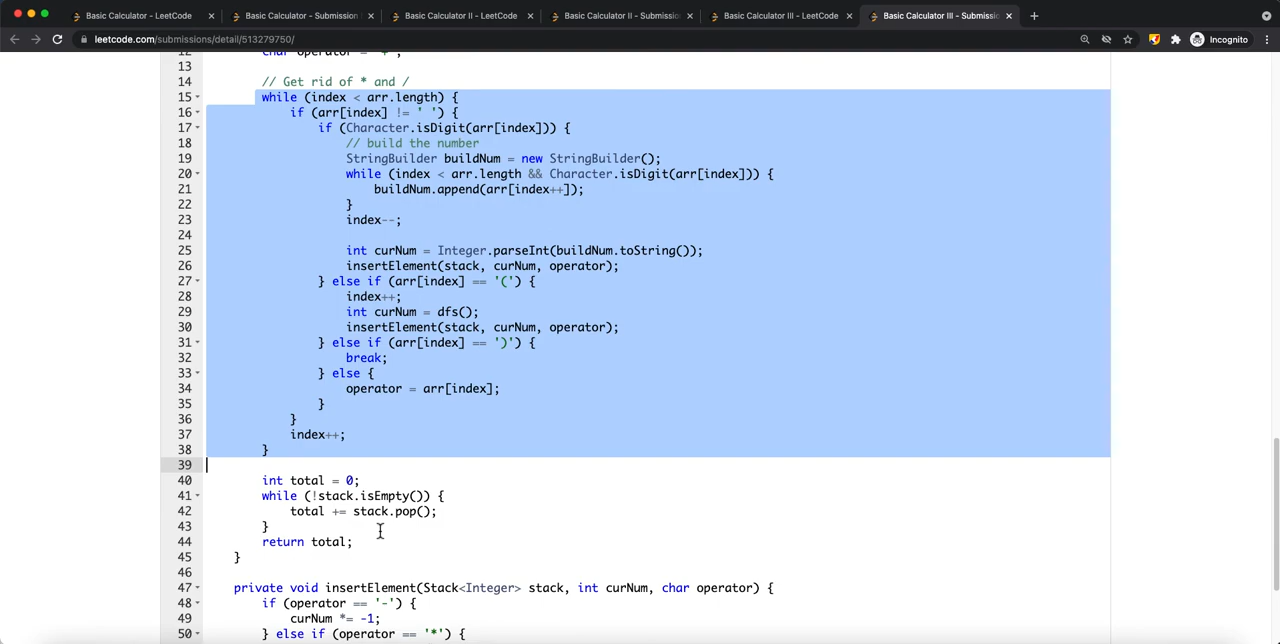 Basic Calculator - LeetCode
Basic Calculator - Submission
Basic Calculator II - LeetCode
Basic Calculator II - Submissio
Basic Calculator III - LeetCode
Basic Calculator III - Submissio
leetcode.com/submissions/detail/513279750/
Incognito
12 char operator = '+';
13
14 // Get rid of * and /
15 while (index < arr.length) {
16 if (arr[index] != ' ') {
17 if (Character.isDigit(arr[index])) {
18 // build the number
19 StringBuilder buildNum = new StringBuilder();
20 while (index < arr.length && Character.isDigit(arr[index])) {
21 buildNum.append(arr[index++]);
22 }
23 index--;
24
25 int curNum = Integer.parseInt(buildNum.toString());
26 insertElement(stack, curNum, operator);
27 } else if (arr[index] == '(') {
28 index++;
29 int curNum = dfs();
30 insertElement(stack, curNum, operator);
31 } else if (arr[index] == ')') {
32 break;
33 } else {
34 operator = arr[index];
35 }
36 }
37 index++;
38 }
39
40 int total = 0;
41 while (!stack.isEmpty()) {
42 total += stack.pop();
43 }
44 return total;
45 }
46
47 private void insertElement(Stack<Integer> stack, int curNum, char operator) {
48 if (operator == '-') {
49 curNum *= -1;
50 } else if (operator == '*') {